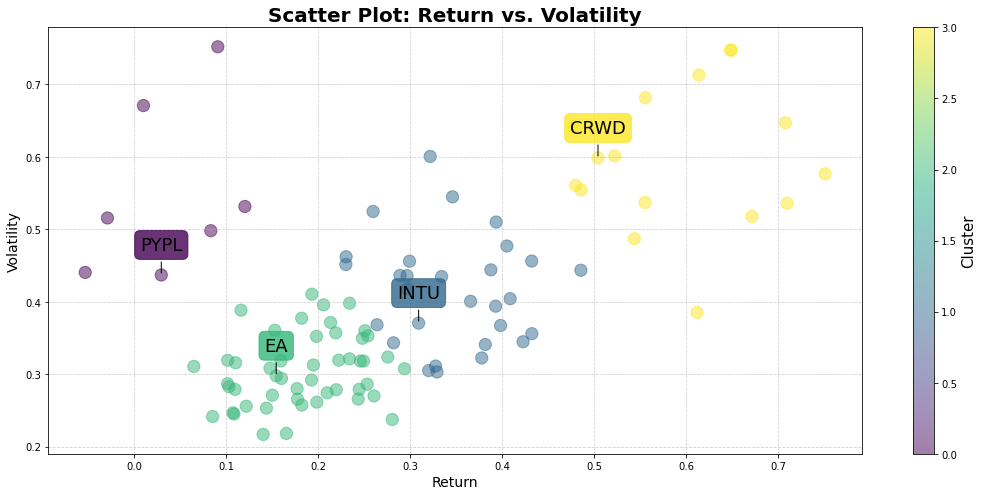 Scatter Plot: Return vs. Volatility
Volatility
0.7
0.6
0.5
0.4
0.3
0.2
CRWD
PYPL
INTU
EA
0.0 0.1 0.2 0.3 0.4 0.5 0.6 0.7
Return
3.0
2.5
2.0
1.5
1.0
0.5
0.0
Cluster